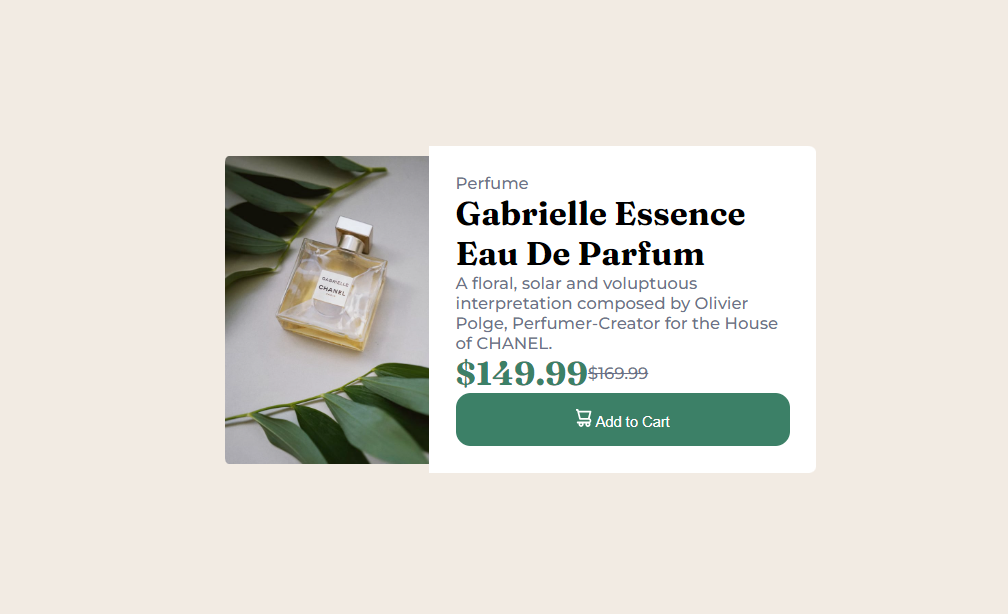 GABRIELLE
CHANEL
PARIS
Perfume
Gabrielle Essence
Eau De Parfum
A floral, solar and voluptuous
interpretation composed by Olivier
Polge, Perfumer-Creator for the House
of CHANEL.
$149.99 $169.99
Add to Cart